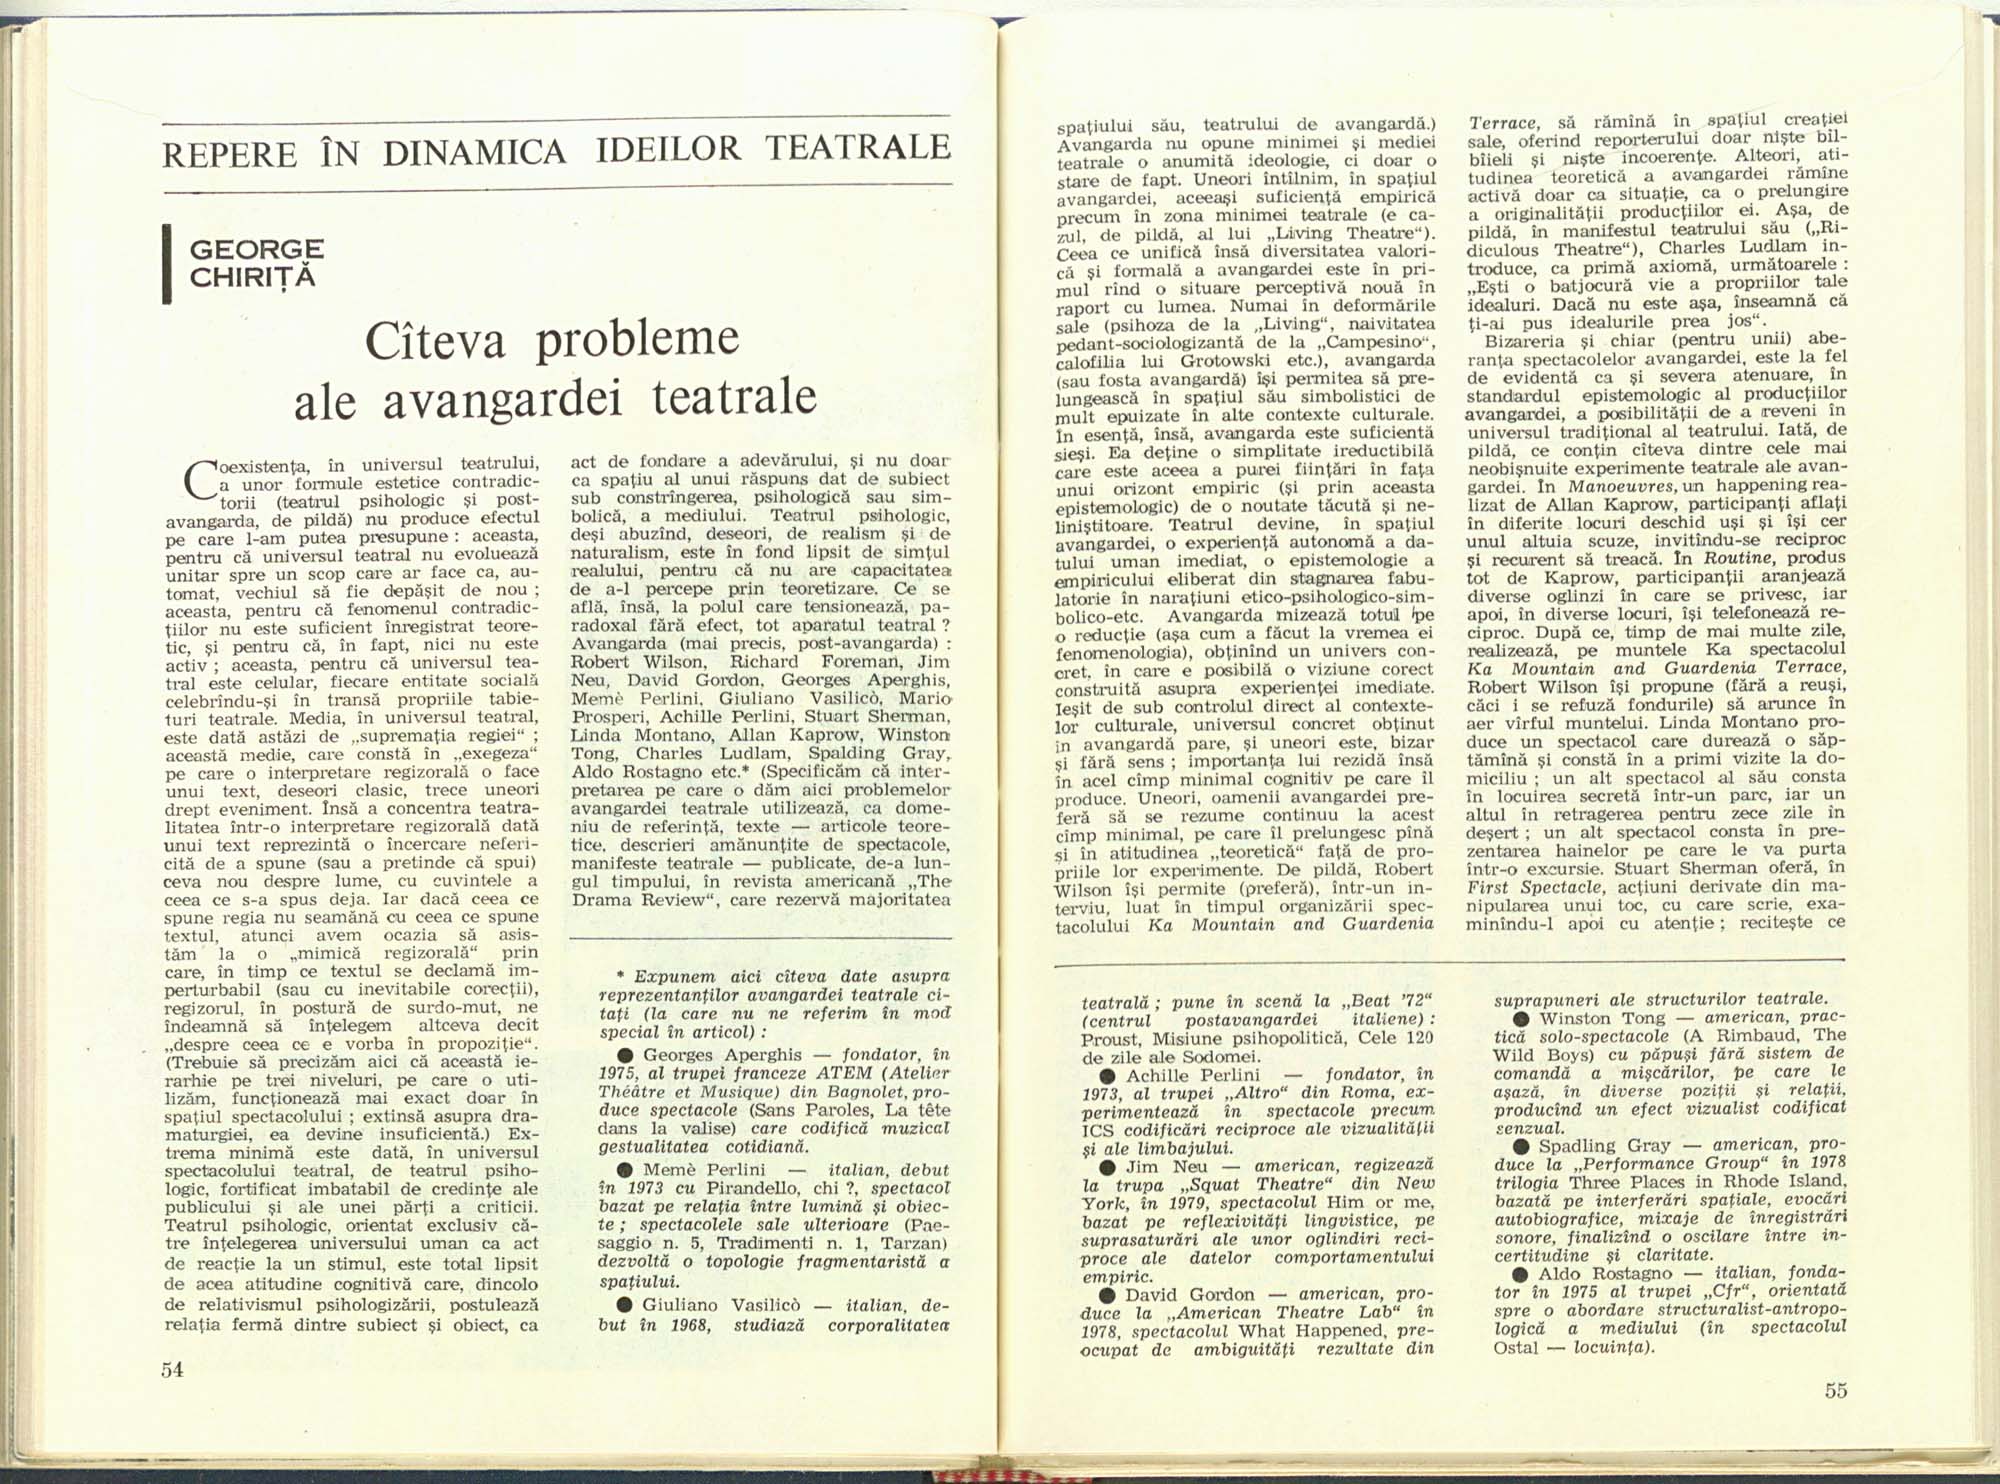 REPERE ÎN DINAMICA IDEILOR TEATRALE
GEORGE
CHIRIȚĂ
Cîteva probleme
ale avangardei teatrale
Coexistența, în universul teatrului,
a unor formule estetice contradic-
torii (teatrul psihologic și post-
avangarda, de pildă) nu produce efectul
pe care l-am putea presupune : aceasta,
pentru că universul teatral nu evoluează
unitar spre un scop care ar face ca, au-
tomat, vechiul să fie depășit de nou ;
aceasta, pentru că fenomenul contradic-
țiilor nu este suficient înregistrat teore-
tic, și pentru că, în fapt, nici nu este
activ ; aceasta, pentru că universul tea-
tral este celular, fiecare entitate socială
celebrîndu-și în transă propriile tabie-
turi teatrale. Media, în universul teatral,
este dată astăzi de „supremația regiei“ ;
această medie, care constă în „exegeza“
pe care o interpretare regizorală o face
unui text, deseori clasic, trece uneori
drept eveniment. Însă a concentra teatra-
litatea într-o interpretare regizorală dată
unui text reprezintă o încercare neferi-
cită de a spune (sau a pretinde că spui)
ceva nou despre lume, cu cuvintele a
ceea ce s-a spus deja. Iar dacă ceea ce
spune regia nu seamănă cu ceea ce spune
textul, atunci avem ocazia să asis-
tăm la o „mimică regizorală“ prin
care, în timp ce textul se declamă im-
perturbabil (sau cu inevitabile corecții),
regizorul, în postură de surdo-mut, ne
îndeamnă să înțelegem altceva decît
„despre ceea ce e vorba în propoziție“.
(Trebuie să precizăm aici că această ie-
rarhie pe trei niveluri, pe care o uti-
lizăm, funcționează mai exact doar în
spațiul spectacolului ; extinsă asupra dra-
maturgiei, ea devine insuficientă.) Ex-
trema minimă este dată, în universul
spectacolului teatral, de teatrul psiho-
logic, fortificat imbatabil de credințe ale
publicului și ale unei părți a criticii.
Teatrul psihologic, orientat exclusiv că-
tre înțelegerea universului uman ca act
de reacție la un stimul, este total lipsit
de acea atitudine cognitivă care, dincolo
de relativismul psihologizării, postulează
relația fermă dintre subiect și obiect, ca
act de fondare a adevărului, și nu doar
ca spațiu al unui răspuns dat de subiect
sub constrîngerea, psihologică sau sim-
bolică, a mediului. Teatrul psihologic,
deși abuzînd, deseori, de realism și de
naturalism, este în fond lipsit de simțul
realului, pentru că nu are capacitatea
de a-l percepe prin teoretizare. Ce se
află, însă, la polul care tensionează, pa-
radoxal fără efect, tot aparatul teatral ?
Avangarda (mai precis, post-avangarda) :
Robert Wilson, Richard Foreman, Jim
Neu, David Gordon, Georges Aperghis,
Memè Perlini, Giuliano Vasilicò, Mario
Prosperi, Achille Perlini, Stuart Sherman,
Linda Montano, Allan Kaprow, Winston
Tong, Charles Ludlam, Spalding Gray,
Aldo Rostagno etc.* (Specificăm că inter-
pretarea pe care o dăm aici problemelor
avangardei teatrale utilizează, ca dome-
niu de referință, texte — articole teore-
tice, descrieri amănunțite de spectacole,
manifeste teatrale — publicate, de-a lun-
gul timpului, în revista americană „The
Drama Review“, care rezervă majoritatea
* Expunem aici cîteva date asupra
reprezentanților avangardei teatrale ci-
tați (la care nu ne referim în mod
special în articol) :
● Georges Aperghis — fondator, în
1975, al trupei franceze ATEM (Atelier
Théâtre et Musique) din Bagnolet, pro-
duce spectacole (Sans Paroles, La tête
dans la valise) care codifică muzical
gestualitatea cotidiană.
● Memè Perlini — italian, debut
în 1973 cu Pirandello, chi ?, spectacol
bazat pe relația între lumină și obiec-
te ; spectacolele sale ulterioare (Pae-
saggio n. 5, Tradimenti n. 1, Tarzan)
dezvoltă o topologie fragmentaristă a
spațiului.
● Giuliano Vasilicò — italian, de-
but în 1968, studiază corporalitatea
54
spațiului său, teatrului de avangardă.)
Avangarda nu opune minimei și mediei
teatrale o anumită ideologie, ci doar o
stare de fapt. Uneori întîlnim, în spațiul
avangardei, aceeași suficiență empirică
precum în zona minimei teatrale (e ca-
zul, de pildă, al lui „Living Theatre“).
Ceea ce unifică însă diversitatea valori-
că și formală a avangardei este în pri-
mul rînd o situare perceptivă nouă în
raport cu lumea. Numai în deformările
sale (psihoza de la „Living“, naivitatea
pedant-sociologizantă de la „Campesino“,
calofilia lui Grotowski etc.), avangarda
(sau fosta avangardă) își permitea să pre-
lungească în spațiul său simbolistici de
mult epuizate în alte contexte culturale.
În esență, însă, avangarda este suficientă
sieși. Ea deține o simplitate ireductibilă
care este aceea a purei ființări în fața
unui orizont empiric (și prin aceasta
epistemologic) de o noutate tăcută și ne-
liniștitoare. Teatrul devine, în spațiul
avangardei, o experiență autonomă a da-
tului uman imediat, o epistemologie a
empiricului eliberat din stagnarea fabu-
latorie în narațiuni etico-psihologico-sim-
bolico-etc. Avangarda mizează totul pe
o reducție (așa cum a făcut la vremea ei
fenomenologia), obținînd un univers con-
cret, în care e posibilă o viziune corect
construită asupra experienței imediate.
Ieșit de sub controlul direct al contexte-
lor culturale, universul concret obținut
în avangardă pare, și uneori este, bizar
și fără sens ; importanța lui rezidă însă
în acel cîmp minimal cognitiv pe care îl
produce. Uneori, oamenii avangardei pre-
feră să se rezume continuu la acest
cîmp minimal, pe care îl prelungesc pînă
și în atitudinea „teoretică“ față de pro-
priile lor experimente. De pildă, Robert
Wilson își permite (preferă), într-un in-
terviu, luat în timpul organizării spec-
tacolului Ka Mountain and Guardenia
Terrace, să rămînă în spațiul creației
sale, oferind reporterului doar niște bîl-
bîieli și niște incoerențe. Alteori, ati-
tudinea teoretică a avangardei rămîne
activă doar ca situație, ca o prelungire
a originalității producțiilor ei. Așa, de
pildă, în manifestul teatrului său („Ri-
diculous Theatre“), Charles Ludlam in-
troduce, ca primă axiomă, următoarele :
„Ești o batjocură vie a propriilor tale
idealuri. Dacă nu este așa, înseamnă că
ți-ai pus idealurile prea jos“.
Bizareria și chiar (pentru unii) abe-
ranța spectacolelor avangardei, este la fel
de evidentă ca și severa atenuare, în
standardul epistemologic al producțiilor
avangardei, a posibilității de a reveni în
universul tradițional al teatrului. Iată, de
pildă, ce conțin cîteva dintre cele mai
neobișnuite experimente teatrale ale avan-
gardei. În Manoeuvres, un happening rea-
lizat de Allan Kaprow, participanți aflați
în diferite locuri deschid uși și își cer
unul altuia scuze, invitîndu-se reciproc
și recurent să treacă. În Routine, produs
tot de Kaprow, participanții aranjează
diverse oglinzi în care se privesc, iar
apoi, în diverse locuri, își telefonează re-
ciproc. După ce, timp de mai multe zile,
realizează, pe muntele Ka spectacolul
Ka Mountain and Guardenia Terrace,
Robert Wilson își propune (fără a reuși,
căci i se refuză fondurile) să arunce în
aer vîrful muntelui. Linda Montano pro-
duce un spectacol care durează o săp-
tămînă și constă în a primi vizite la do-
miciliu ; un alt spectacol al său consta
în locuirea secretă într-un parc, iar un
altul în retragerea pentru zece zile în
deșert ; un alt spectacol consta în pre-
zentarea hainelor pe care le va purta
într-o excursie. Stuart Sherman oferă, în
First Spectacle, acțiuni derivate din ma-
nipularea unui toc, cu care scrie, exa-
minîndu-l apoi cu atenție ; recitește ce
teatrală ; pune în scenă la „Beat ’72“
(centrul postavangardei italiene) :
Proust, Misiune psihopolitică, Cele 120
de zile ale Sodomei.
● Achille Perlini — fondator, în
1973, al trupei „Altro“ din Roma, ex-
perimentează în spectacole precum
ICS codificări reciproce ale vizualității
și ale limbajului.
● Jim Neu — american, regizează
la trupa „Squat Theatre“ din New
York, în 1979, spectacolul Him or me,
bazat pe reflexivități lingvistice, pe
suprasaturări ale unor oglindiri reci-
proce ale datelor comportamentului
empiric.
● David Gordon — american, pro-
duce la „American Theatre Lab“ în
1978, spectacolul What Happened, pre-
ocupat de ambiguități rezultate din
suprapuneri ale structurilor teatrale.
● Winston Tong — american, prac-
tică solo-spectacole (A Rimbaud, The
Wild Boys) cu păpuși fără sistem de
comandă a mișcărilor, pe care le
așază, în diverse poziții și relații,
producînd un efect vizualist codificat
senzual.
● Spadling Gray — american, pro-
duce la „Performance Group“ în 1978
trilogia Three Places in Rhode Island,
bazată pe interferări spațiale, evocări
autobiografice, mixaje de înregistrări
sonore, finalizînd o oscilare între in-
certitudine și claritate.
● Aldo Rostagno — italian, fonda-
tor în 1975 al trupei „Cfr“, orientată
spre o abordare structuralist-antropo-
logică a mediului (în spectacolul
Ostal — locuința).
55